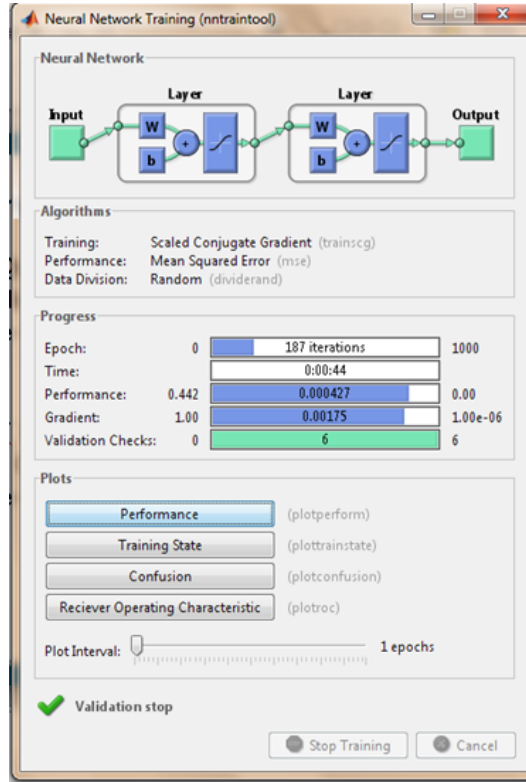 Neural Network Training (nntraintool)
Neural Network
Layer Layer
Input Output
W W
+ +
b b
Algorithms
Training: Scaled Conjugate Gradient (trainscg)
Performance: Mean Squared Error (mse)
Data Division: Random (dividerand)
Progress
Epoch: 0 187 iterations 1000
Time: 0:00:44
Performance: 0.442 0.000427 0.00
Gradient: 1.00 0.00175 1.00e-06
Validation Checks: 0 6 6
Plots
Performance (plotperform)
Training State (plottrainstate)
Confusion (plotconfusion)
Reciever Operating Characteristic (plotroc)
Plot Interval: 1 epochs
Validation stop
Stop Training Cancel